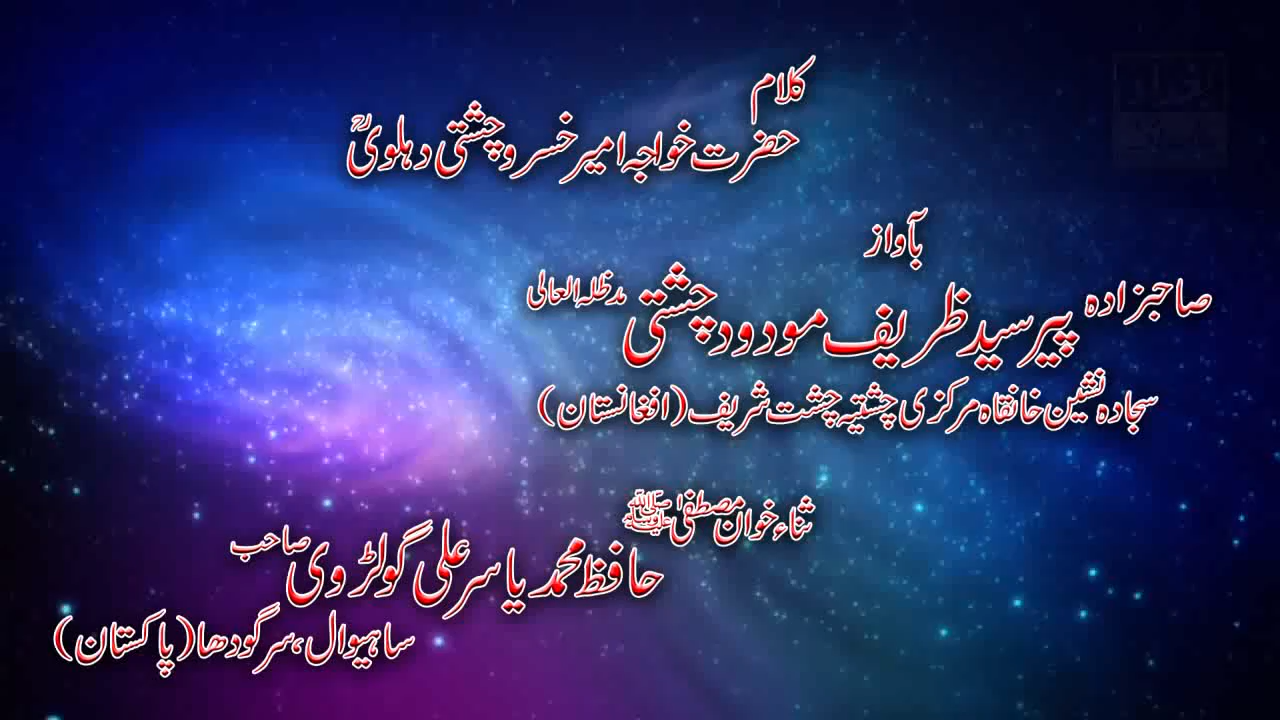 کلام
حضرت خواجہ امیر خسرو چشتی دہلویؒ
بآواز
صاحبزادہ پیر سید ظریف مودود چشتی مدظلہ العالی
سجادہ نشین خانقاہ مرکزی چشتیہ چشت شریف (افغانستان)
ثناء خوان مصطفیٰ ﷺ
حافظ محمد یاسر علی گولڑوی صاحب
ساہیوال، سرگودھا (پاکستان)